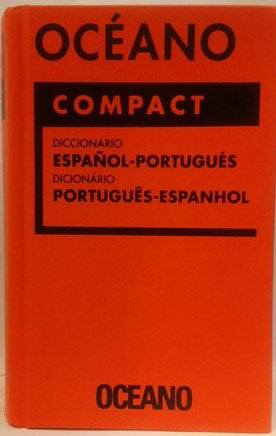 OCÉANO
COMPACT
DICCIONARIO
ESPAÑOL-PORTUGUÉS
DICIONÁRIO
PORTUGUÊS-ESPANHOL
OCEANO